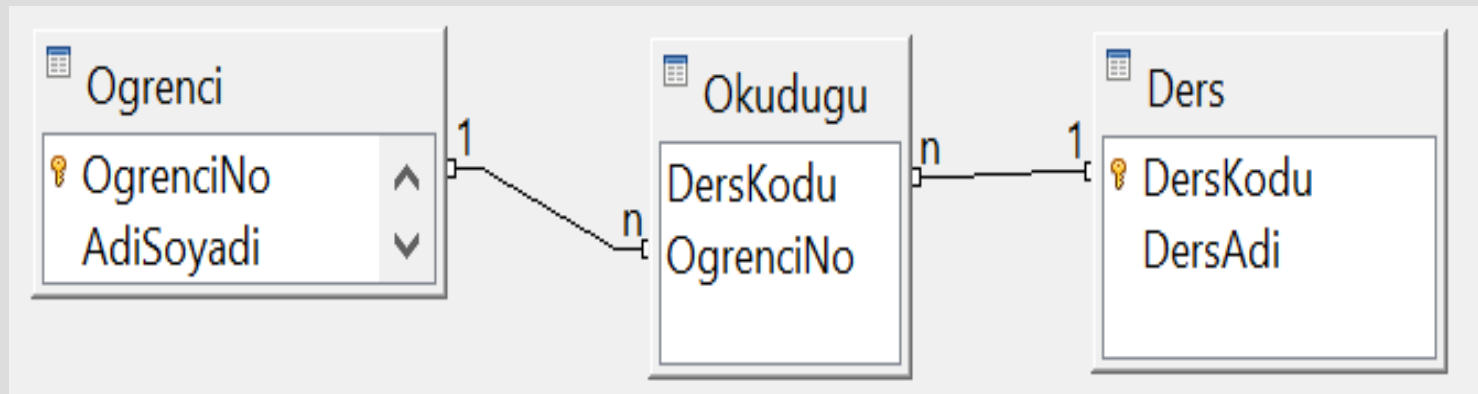 Ogrenci
OgrenciNo
AdiSoyadi
1
n
Okudugu
DersKodu
OgrenciNo
n
1
Ders
DersKodu
DersAdi